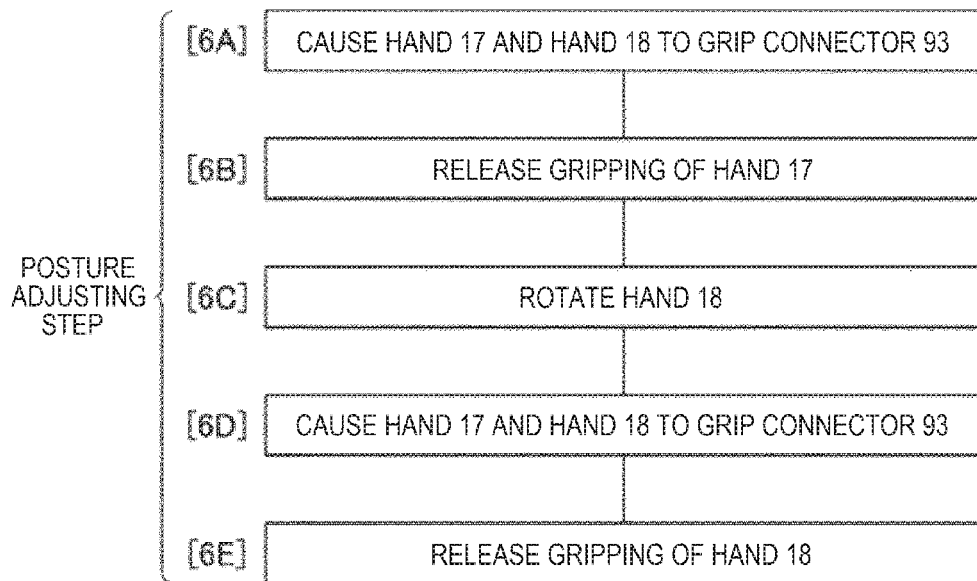 [6A] CAUSE HAND 17 AND HAND 18 TO GRIP CONNECTOR 93
[6B] RELEASE GRIPPING OF HAND 17
POSTURE
ADJUSTING
STEP
[6C] ROTATE HAND 18
[6D] CAUSE HAND 17 AND HAND 18 TO GRIP CONNECTOR 93
[6E] RELEASE GRIPPING OF HAND 18